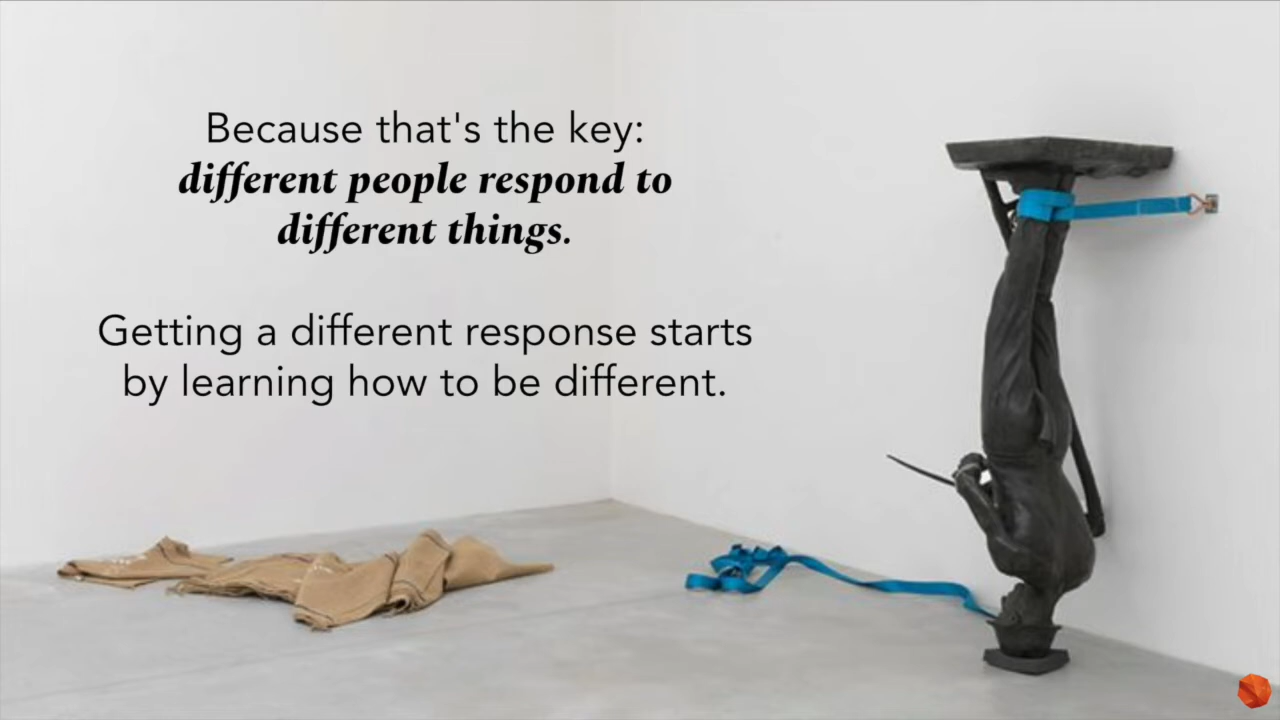 Because that's the key:
different people respond to
different things.
Getting a different response starts
by learning how to be different.